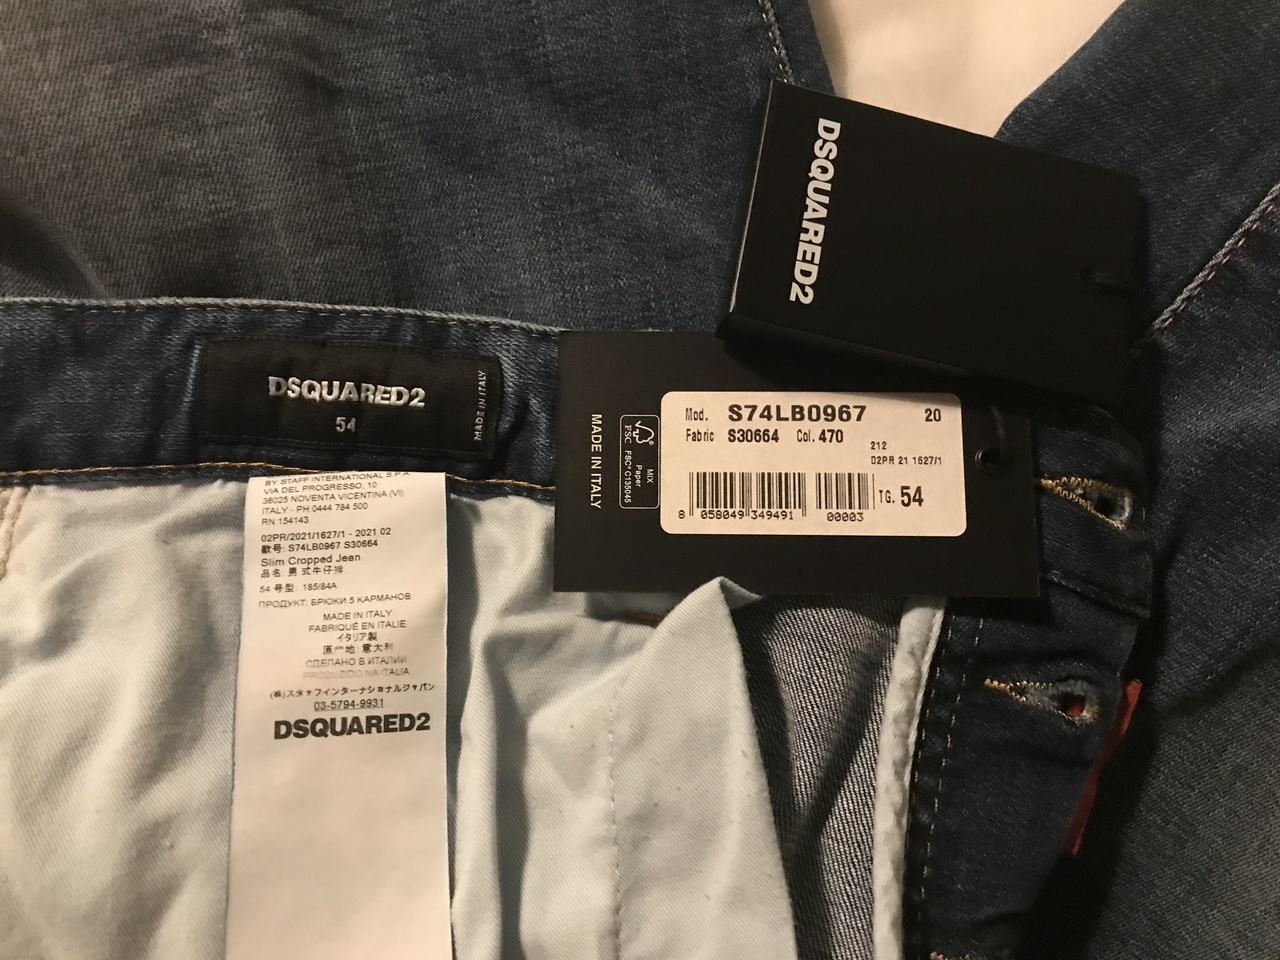 DSQUARED2
DSQUARED2
54
MADE IN ITALY
MADE IN ITALY
FSC
MIX
Paper
FSC® C135045
Mod. S74LB0967 20
Fabric S30664 Col. 470
212
02PR 21 1627/1
8 058049 349491 00003
TG. 54
BY STAFF INTERNATIONAL S.P.A
VIA DEL PROGRESSO, 10
36025 NOVENTA VICENTINA (VI)
ITALY - PH 0444 784 500
RN 154143
02PR/2021/1627/1 - 2021 02
款号: S74LB0967 S30664
Slim Cropped Jean
品名: 男式牛仔裤
54 号型: 185/84A
ПРОДУКТ: БРЮКИ 5 КАРМАНОВ
MADE IN ITALY
FABRIQUÉ EN ITALIE
イタリア製
原产地: 意大利
СДЕЛАНО В ИТАЛИИ
PRODUZIDO NA ITALIA
(株)スタッフインターナショナルジャパン
03-5794-9931
DSQUARED2